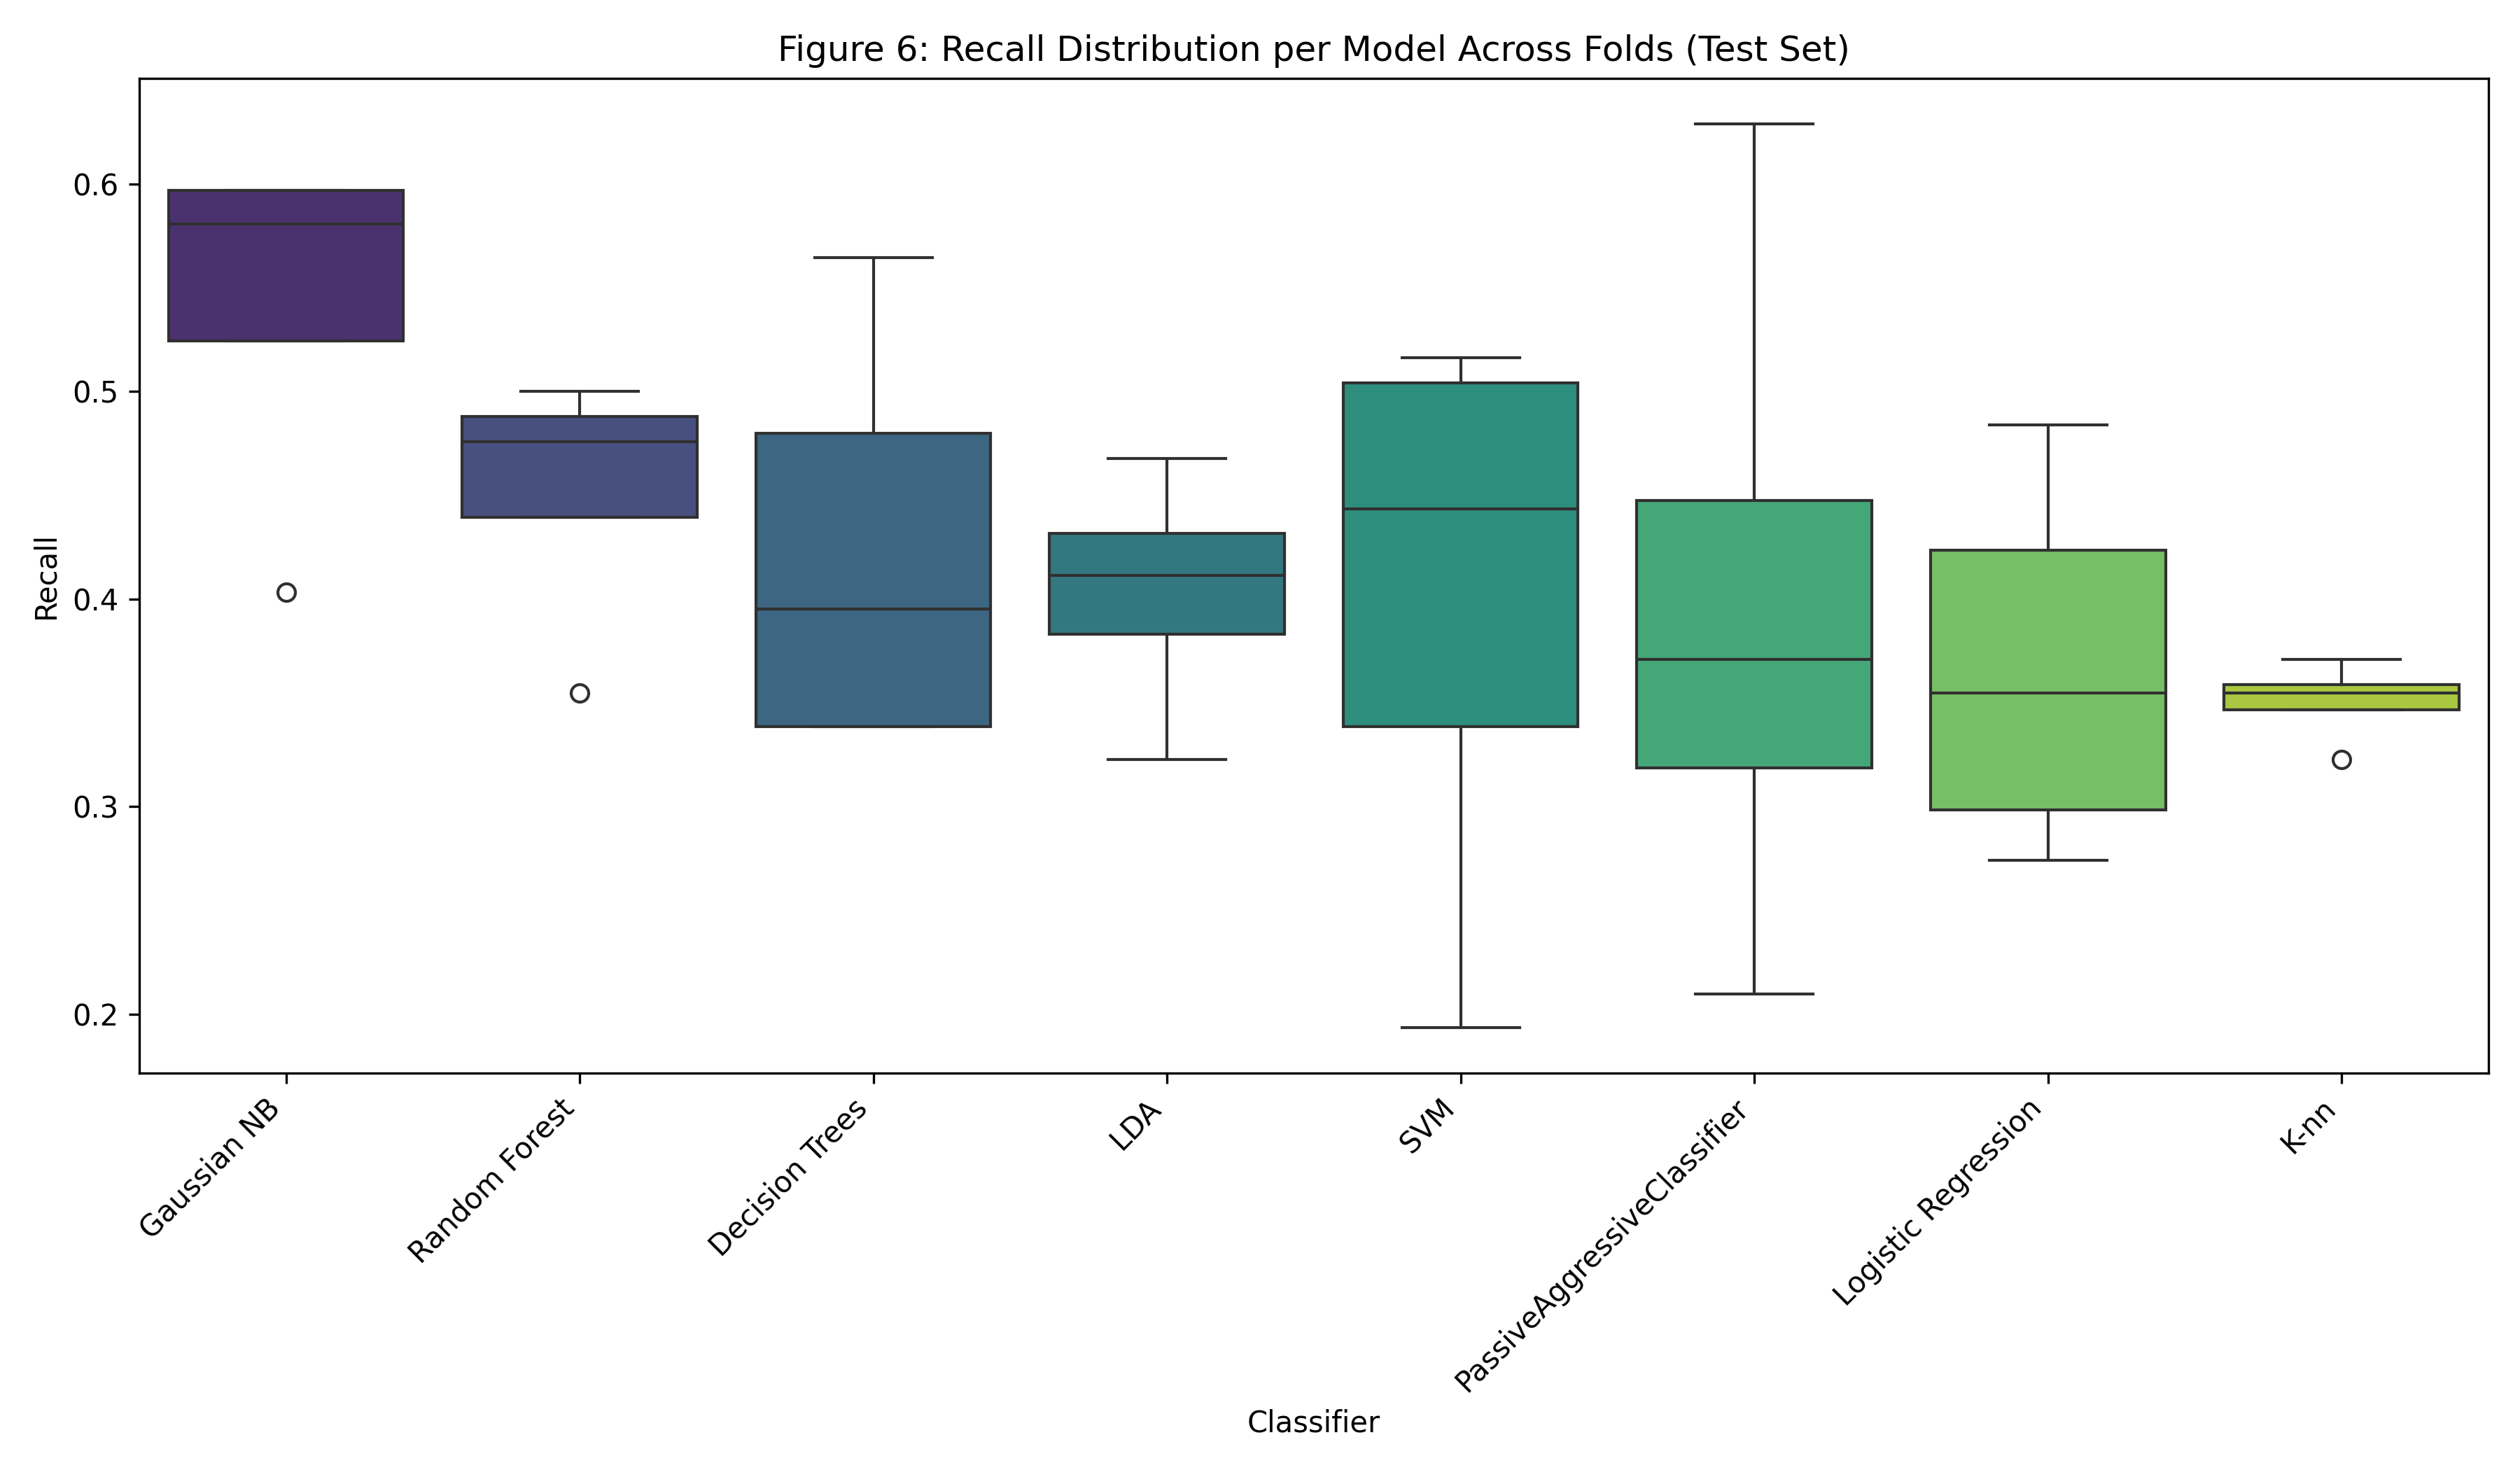 Figure 6: Recall Distribution per Model Across Folds (Test Set)
Recall
0.6
0.5
0.4
0.3
0.2
Gaussian NB
Random Forest
Decision Trees
LDA
SVM
PassiveAggressiveClassifier
Logistic Regression
K-nn
Classifier